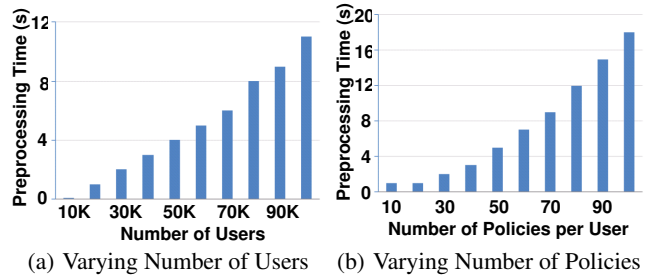 Preprocessing Time (s)
12
8
4
0
10K 30K 50K 70K 90K
Number of Users
(a) Varying Number of Users
Preprocessing Time (s)
20
16
12
8
4
0
10 30 50 70 90
Number of Policies per User
(b) Varying Number of Policies